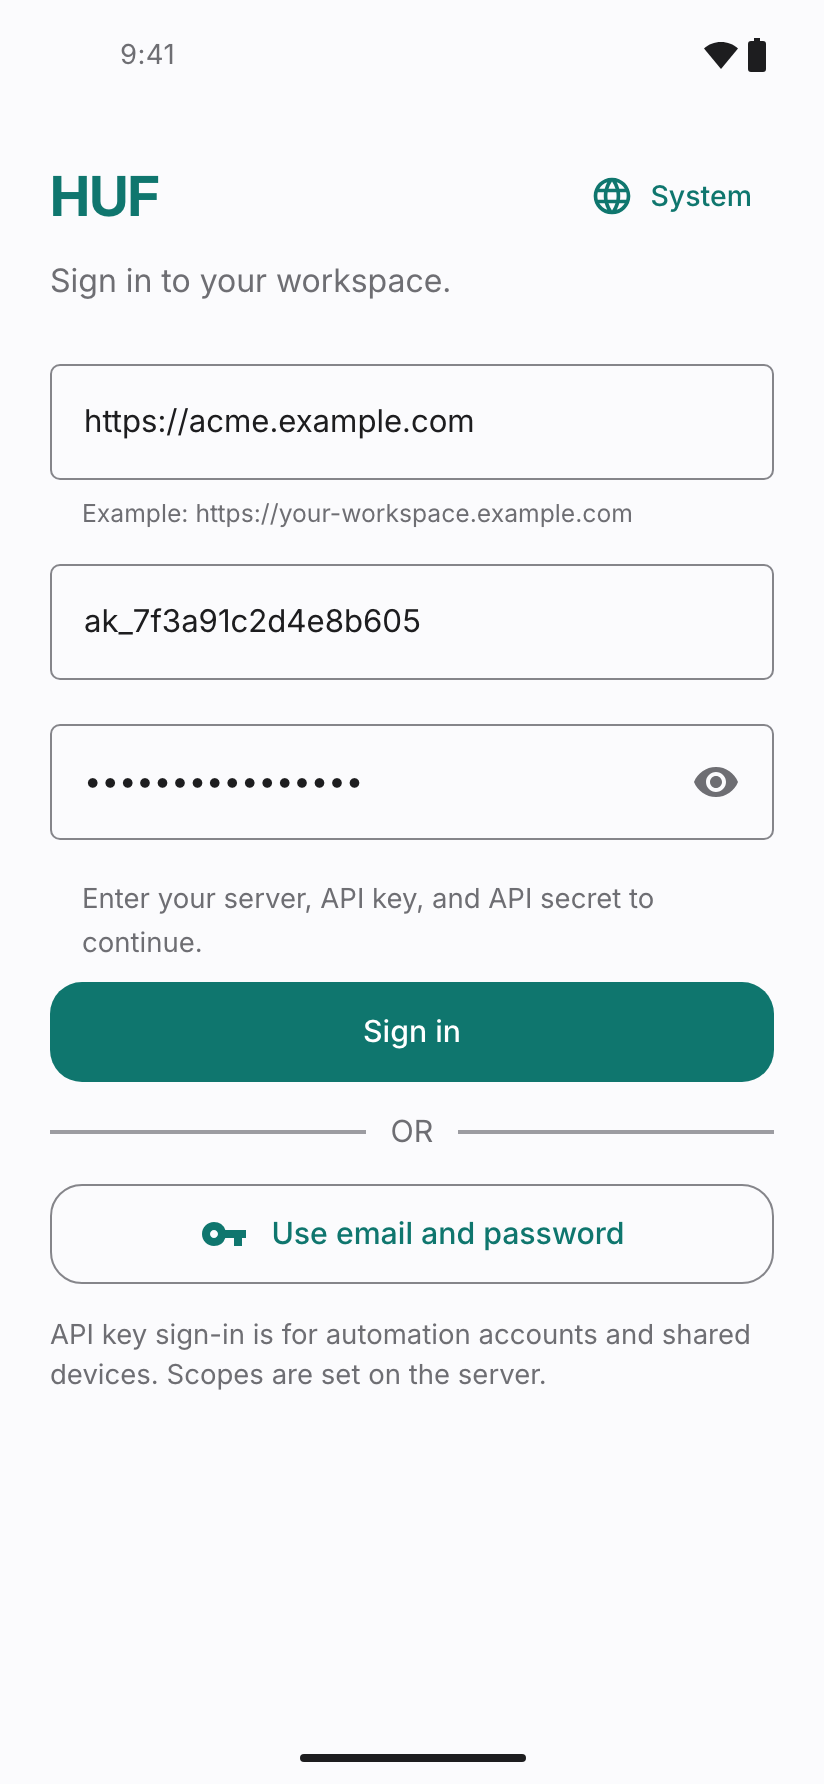 9:41
HUF
System
Sign in to your workspace.
https://acme.example.com
Example: https://your-workspace.example.com
ak_7f3a91c2d4e8b605
••••••••••••••••
Enter your server, API key, and API secret to
continue.
Sign in
OR
Use email and password
API key sign-in is for automation accounts and shared
devices. Scopes are set on the server.